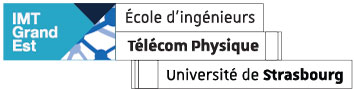 IMT
Grand
Est
École d'ingénieurs
Télécom Physique
Université de Strasbourg